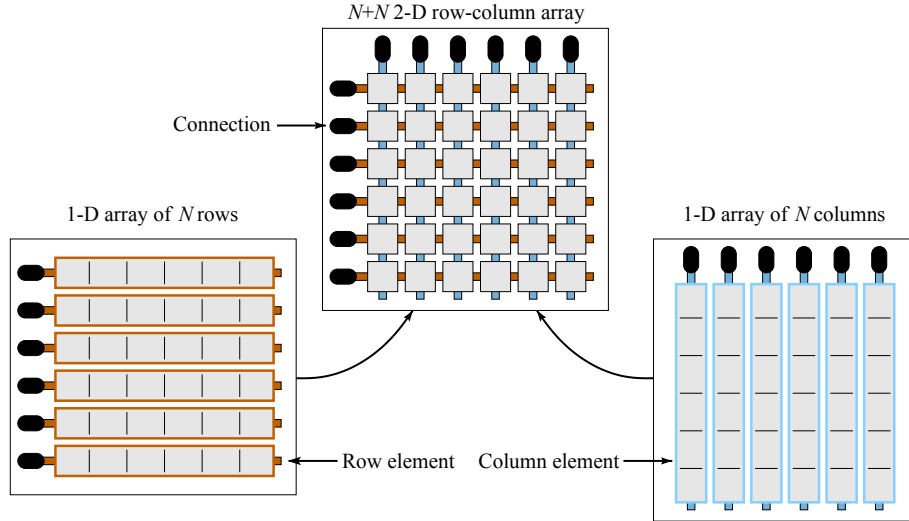 N+N 2-D row-column array
Connection
1-D array of N rows
1-D array of N columns
Row element
Column element